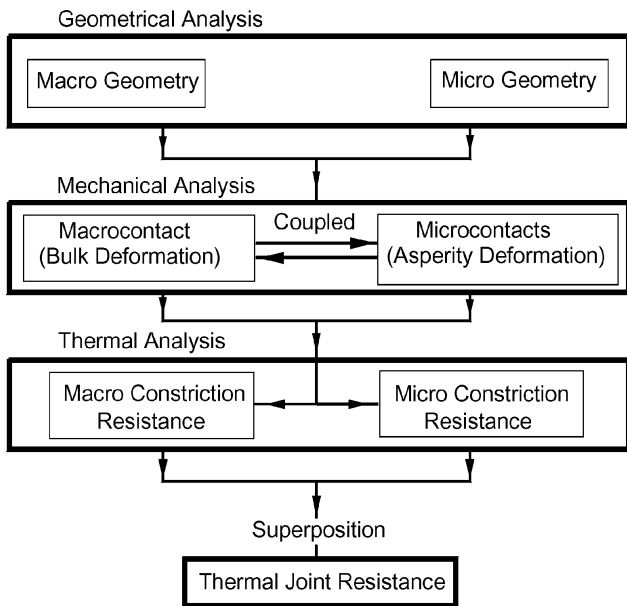 Geometrical Analysis
Macro Geometry
Micro Geometry
Mechanical Analysis
Macrocontact
(Bulk Deformation)
Coupled
Microcontacts
(Asperity Deformation)
Thermal Analysis
Macro Constriction
Resistance
Micro Constriction
Resistance
Superposition
Thermal Joint Resistance